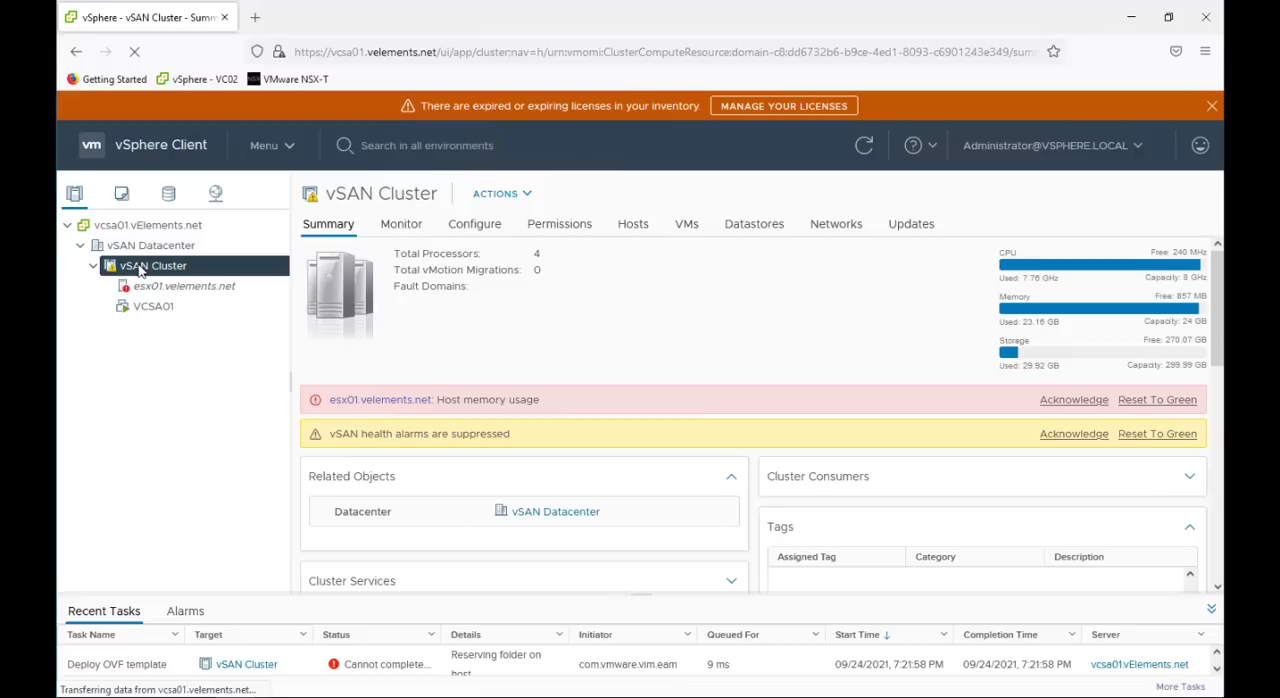 vSphere - vSAN Cluster - Summ
https://vcsa01.velements.net/ui/app/cluster:nav=h/urn:vmomi:ClusterComputeResource:domain-c8:dd6732b6-b9ce-4ed1-8093-c6901243e349/sum
Getting Started vSphere - VC02 VMware NSX-T
There are expired or expiring licenses in your inventory. MANAGE YOUR LICENSES
vm vSphere Client Menu Search in all environments Administrator@VSPHERE.LOCAL
vSAN Cluster ACTIONS
Summary Monitor Configure Permissions Hosts VMs Datastores Networks Updates
vcsa01.vElements.net
vSAN Datacenter
vSAN Cluster
esx01.velements.net
VCSA01
Total Processors: 4
Total vMotion Migrations: 0
Fault Domains:
CPU Free: 240 MHz
Used: 7.76 GHz Capacity: 8 GHz
Memory Free: 857 MB
Used: 23.16 GB Capacity: 24 GB
Storage Free: 270.07 GB
Used: 29.92 GB Capacity: 299.99 GB
esx01.velements.net: Host memory usage Acknowledge Reset To Green
vSAN health alarms are suppressed Acknowledge Reset To Green
Related Objects
Datacenter vSAN Datacenter
Cluster Services
Cluster Consumers
Tags
Assigned Tag Category Description
Recent Tasks Alarms
Task Name Target Status Details Initiator Queued For Start Time Completion Time Server
Deploy OVF template vSAN Cluster Cannot complete... Reserving folder on host com.vmware.vim.eam 9 ms 09/24/2021, 7:21:58 PM 09/24/2021, 7:21:58 PM vcsa01.vElements.net
Transferring data from vcsa01.velements.net... More Tasks